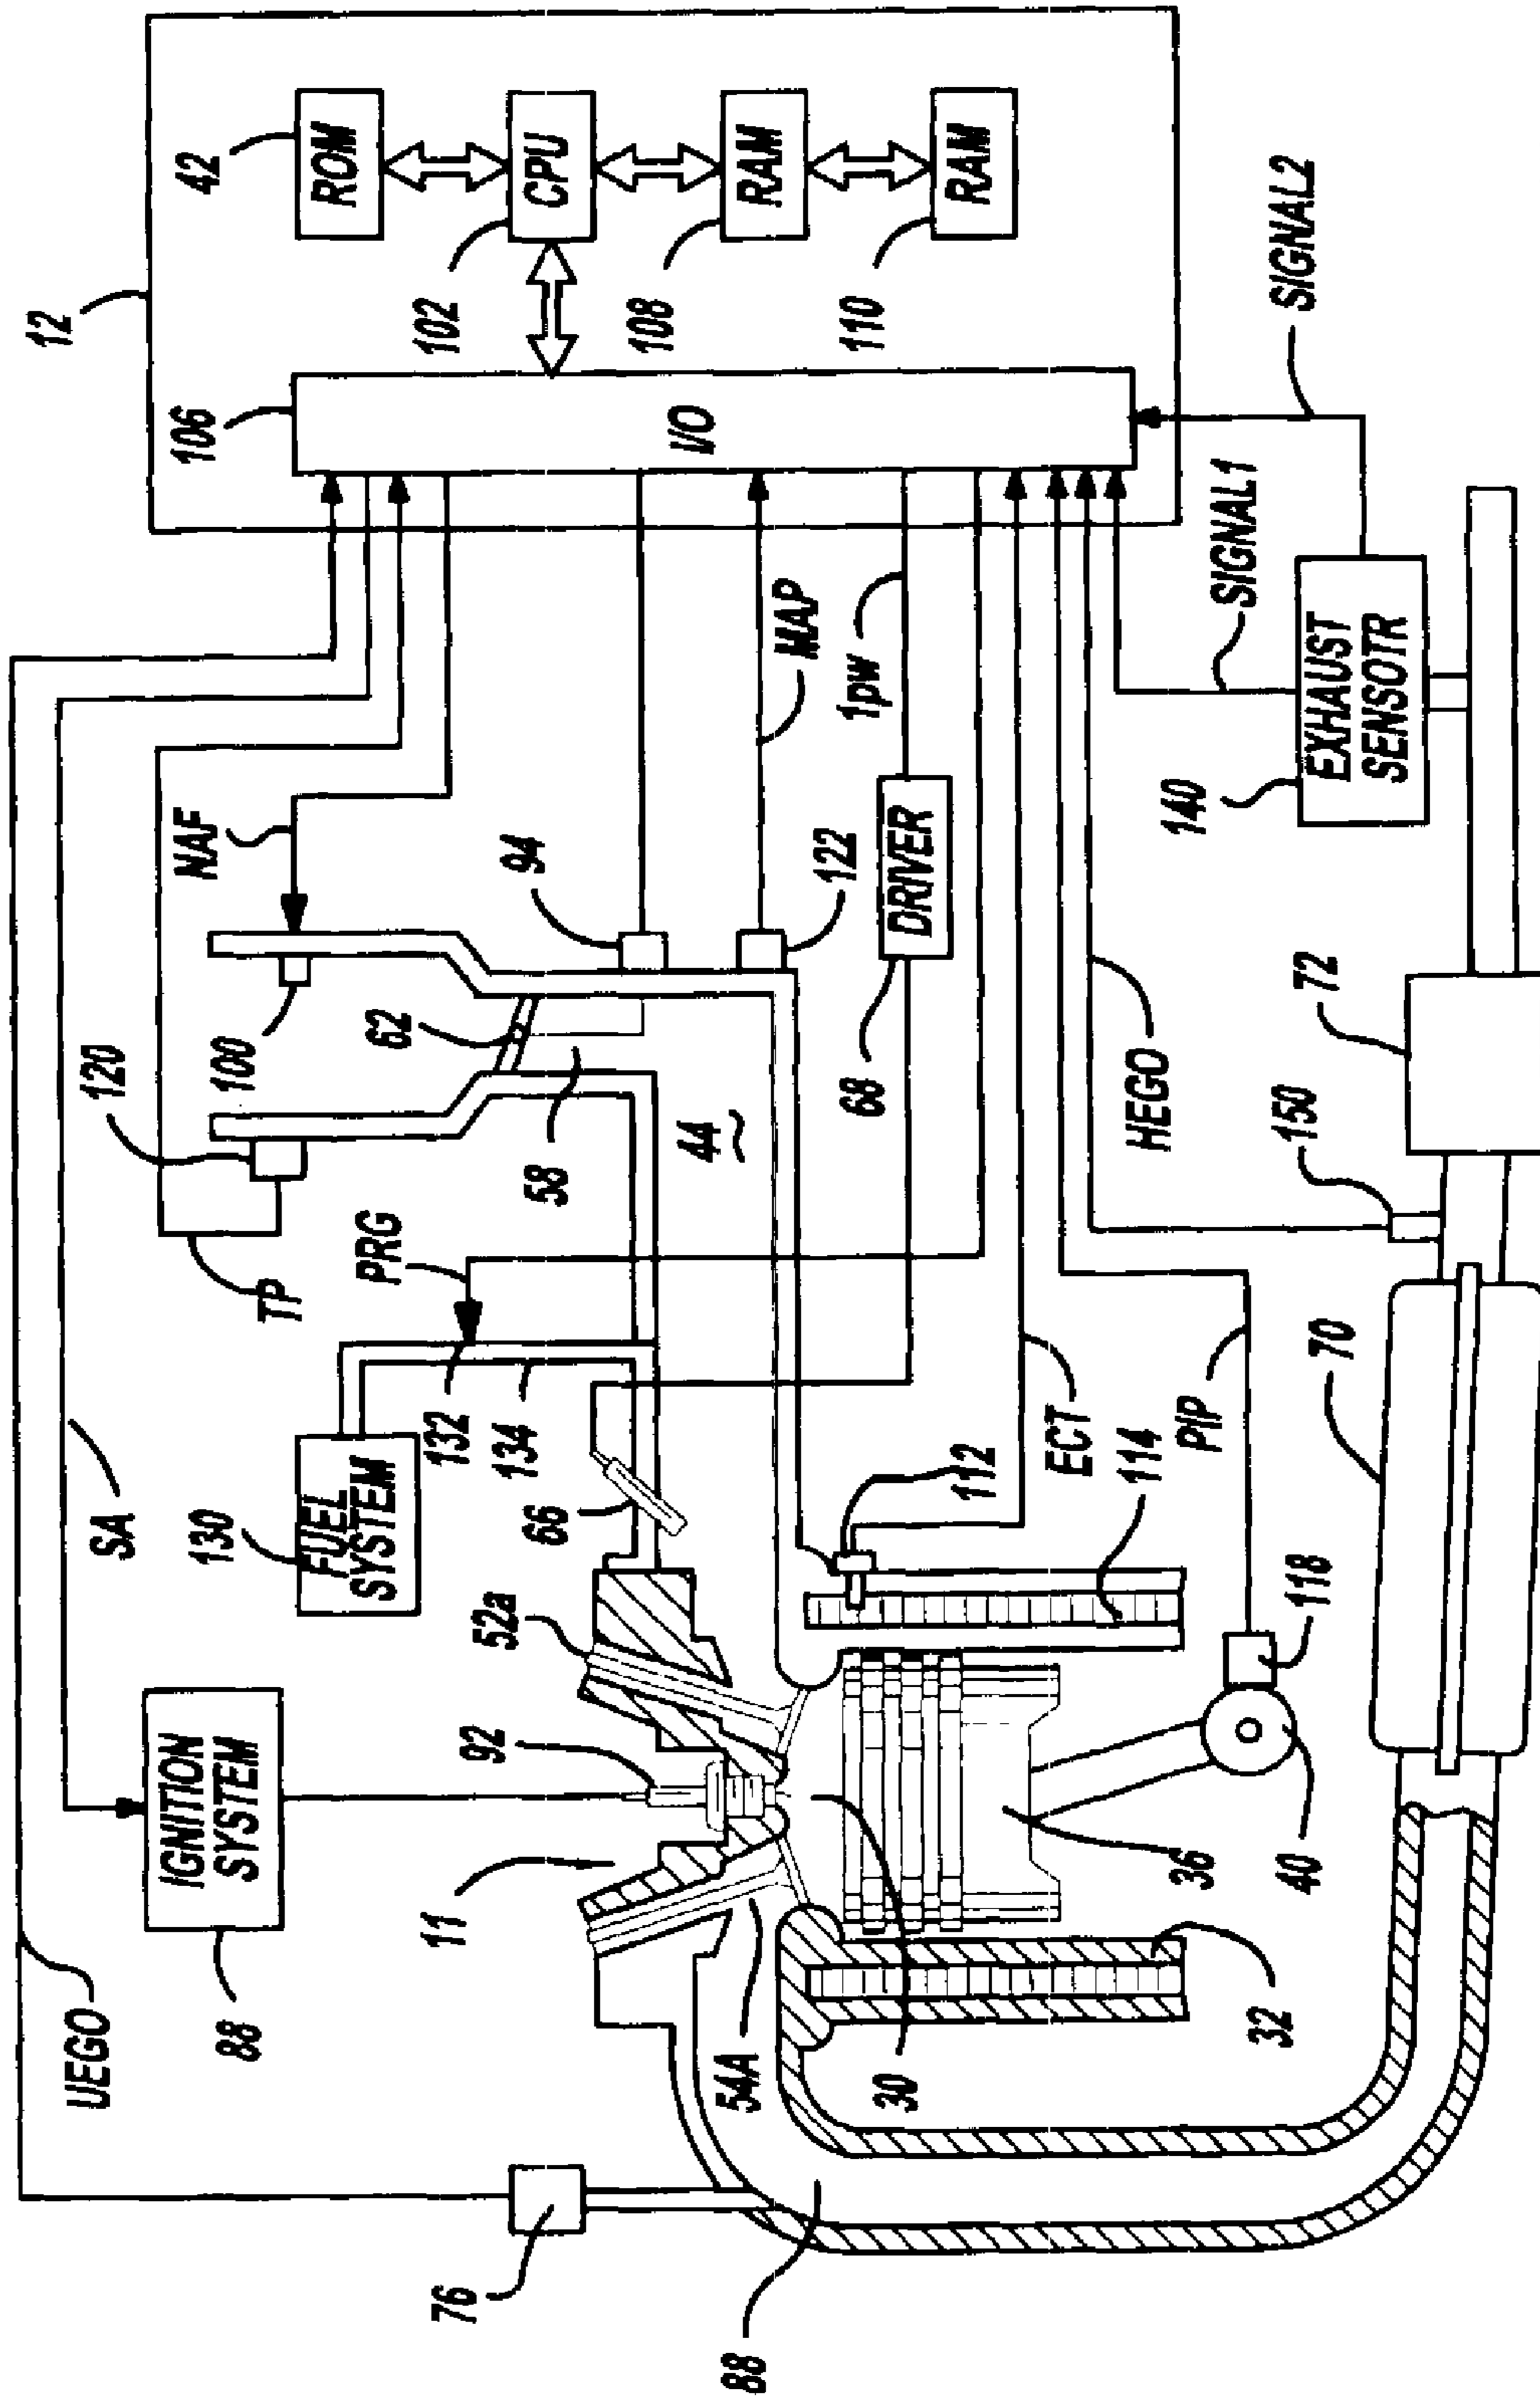 12
42
ROM
106
102
CPU
108
RAM
110
RAM
I/O
SIGNAL2
SIGNAL1
NAF
MAP
1pw
94
122
DRIVER
68
EXHAUST
SENSOTR
140
120
100
62
58
44
72
HEGO
150
TP
PRG
SA
130
FUEL
SYSTEM
132
134
66
112
ECT
114
PIP
70
118
52a
92
IGNITION
SYSTEM
88
UEGO
11
54A
30
36
40
32
76
88